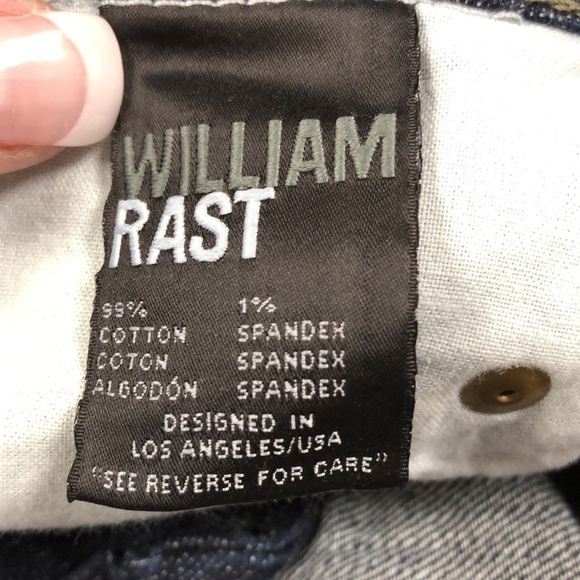 WILLIAM
RAST
99% 1%
COTTON SPANDEX
COTON SPANDEX
ALGODÓN SPANDEX
DESIGNED IN
LOS ANGELES/USA
"SEE REVERSE FOR CARE"